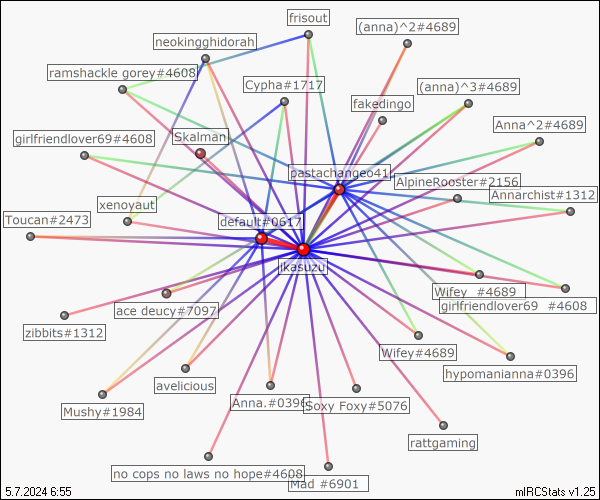 frisout
(anna)^2#4689
neokingghidorah
ramshackle gorey#4608
Cypha#1717
(anna)^3#4689
fakedingo
Anna^2#4689
girlfriendlover69#4608
Skalman
pastachangeo41
AlpineRooster#2156
Annarchist#1312
xenoyaut
Toucan#2473
default#0617
ikasuzu
Wifey_#4689
girlfriendlover69_#4608
ace deucy#7097
zibbits#1312
Wifey#4689
hypomanianna#0396
avelicious
Mushy#1984
Anna.#0396
Soxy Foxy#5076
rattgaming
no cops no laws no hope#4608
Mad_#6901
5.7.2024 6:55
mIRCStats v1.25